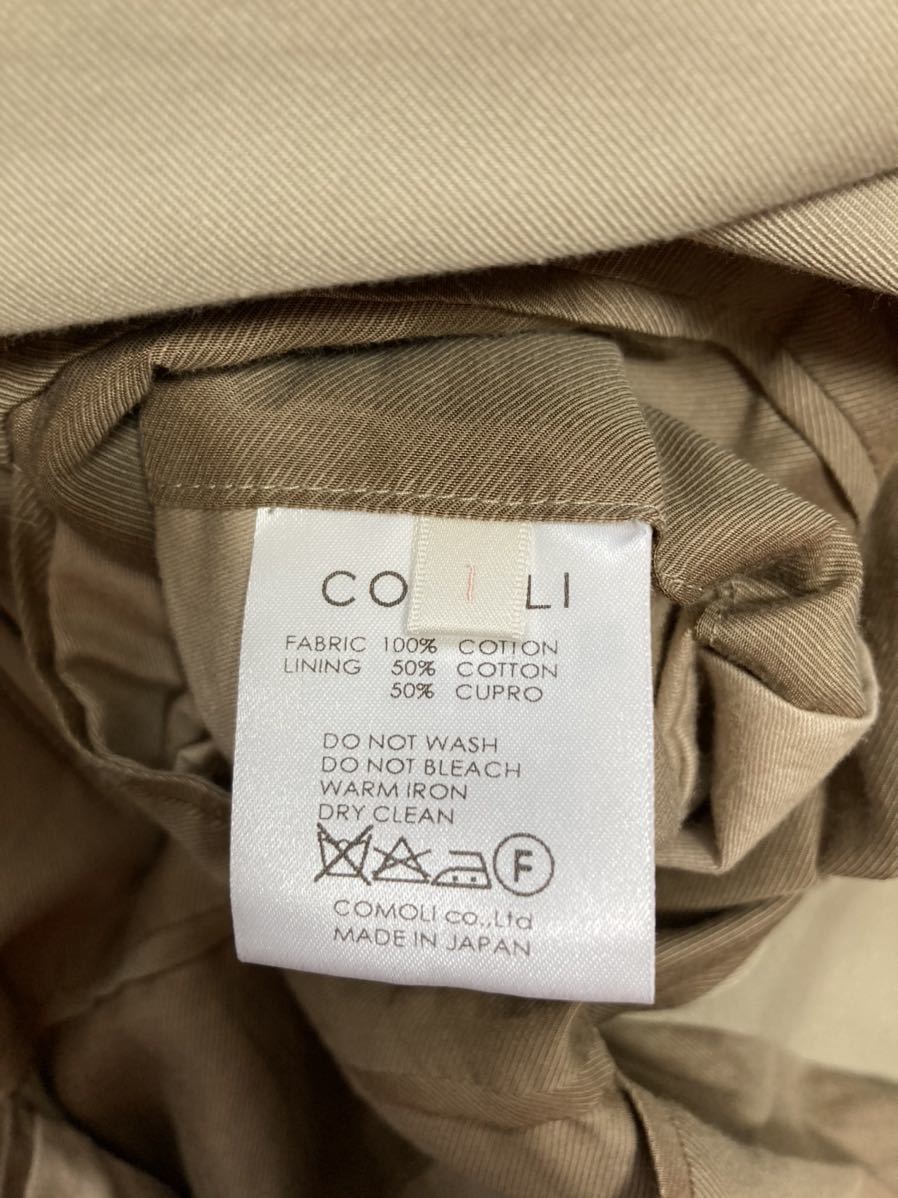 CO LI
1
FABRIC 100% COTTON
LINING 50% COTTON
50% CUPRO
DO NOT WASH
DO NOT BLEACH
WARM IRON
DRY CLEAN
F
COMOLI co.,Ltd
MADE IN JAPAN